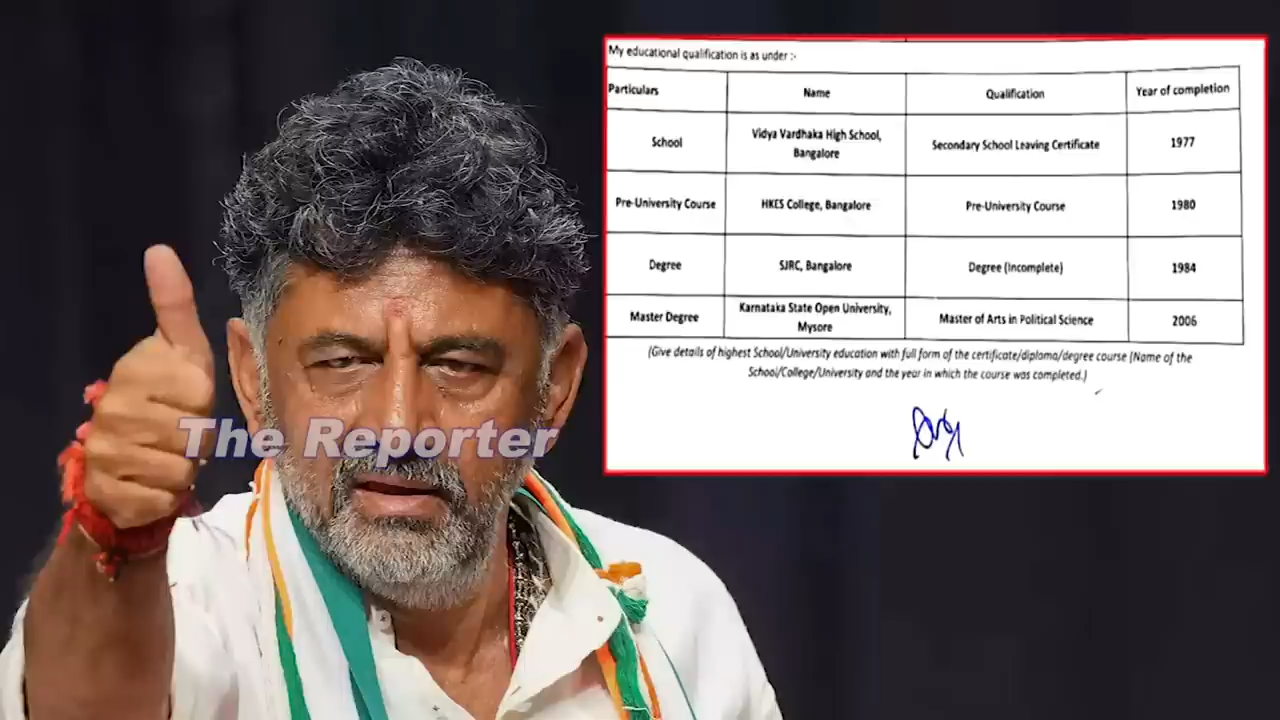 My educational qualification is as under :-
Particulars Name Qualification Year of completion
School Vidya Vardhaka High School, Bangalore Secondary School Leaving Certificate 1977
Pre-University Course HKES College, Bangalore Pre-University Course 1980
Degree SJRC, Bangalore Degree (Incomplete) 1984
Master Degree Karnataka State Open University, Mysore Master of Arts in Political Science 2006
(Give details of highest School/University education with full form of the certificate/diploma/degree course (Name of the
School/College/University and the year in which the course was completed.)
The Reporter